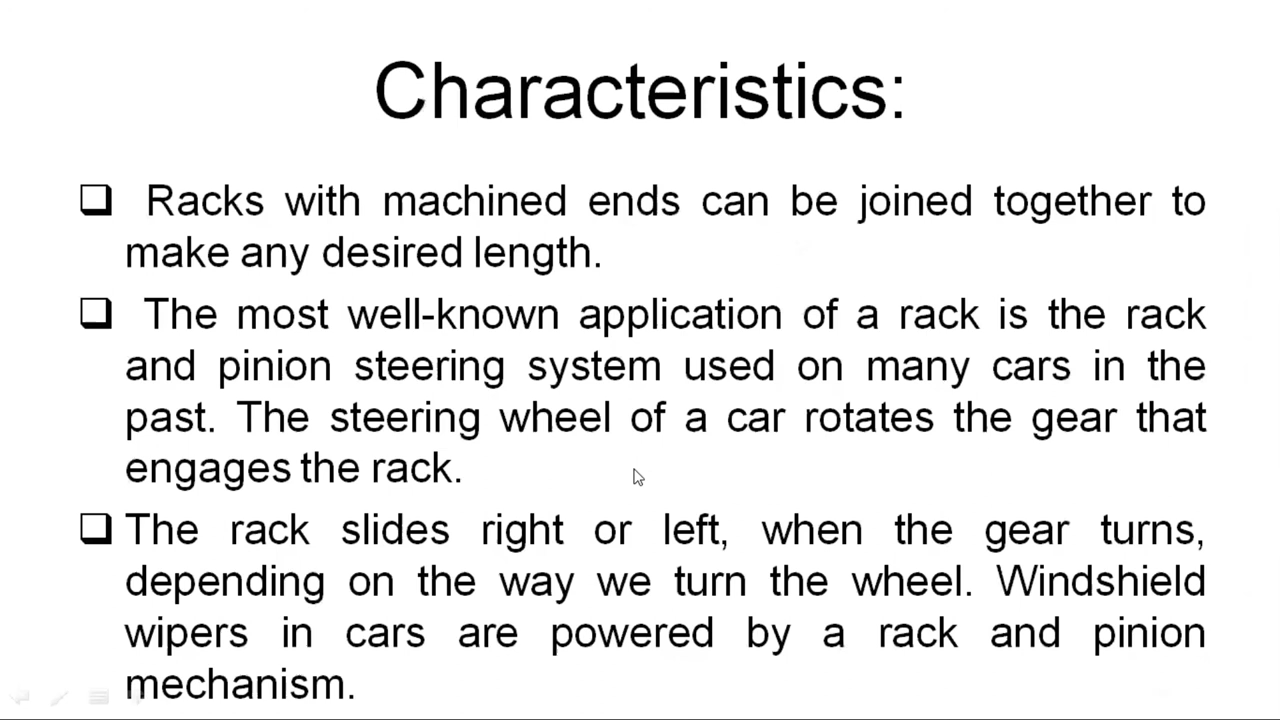 Characteristics:
Racks with machined ends can be joined together to
make any desired length.
The most well-known application of a rack is the rack
and pinion steering system used on many cars in the
past. The steering wheel of a car rotates the gear that
engages the rack.
The rack slides right or left, when the gear turns,
depending on the way we turn the wheel. Windshield
wipers in cars are powered by a rack and pinion
mechanism.